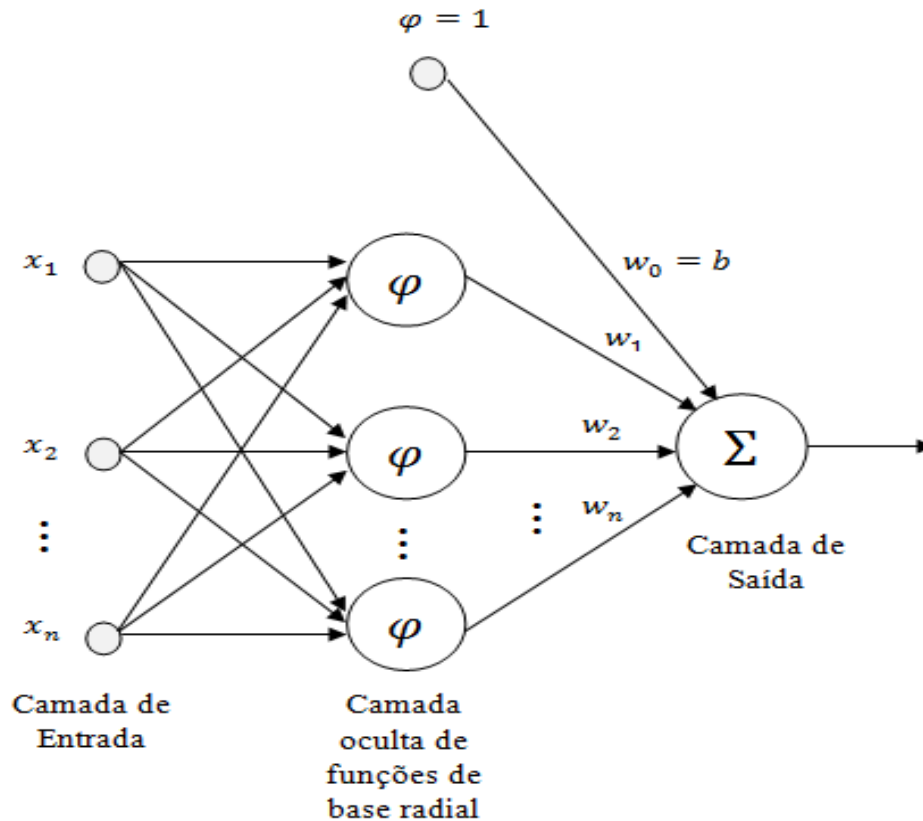 φ = 1
x₁
φ
w₀ = b
w₁
x₂
φ
w₂
Σ
⋮
⋮
⋮
wₙ
Camada de
Saída
xₙ
φ
Camada de
Entrada
Camada
oculta de
funções de
base radial